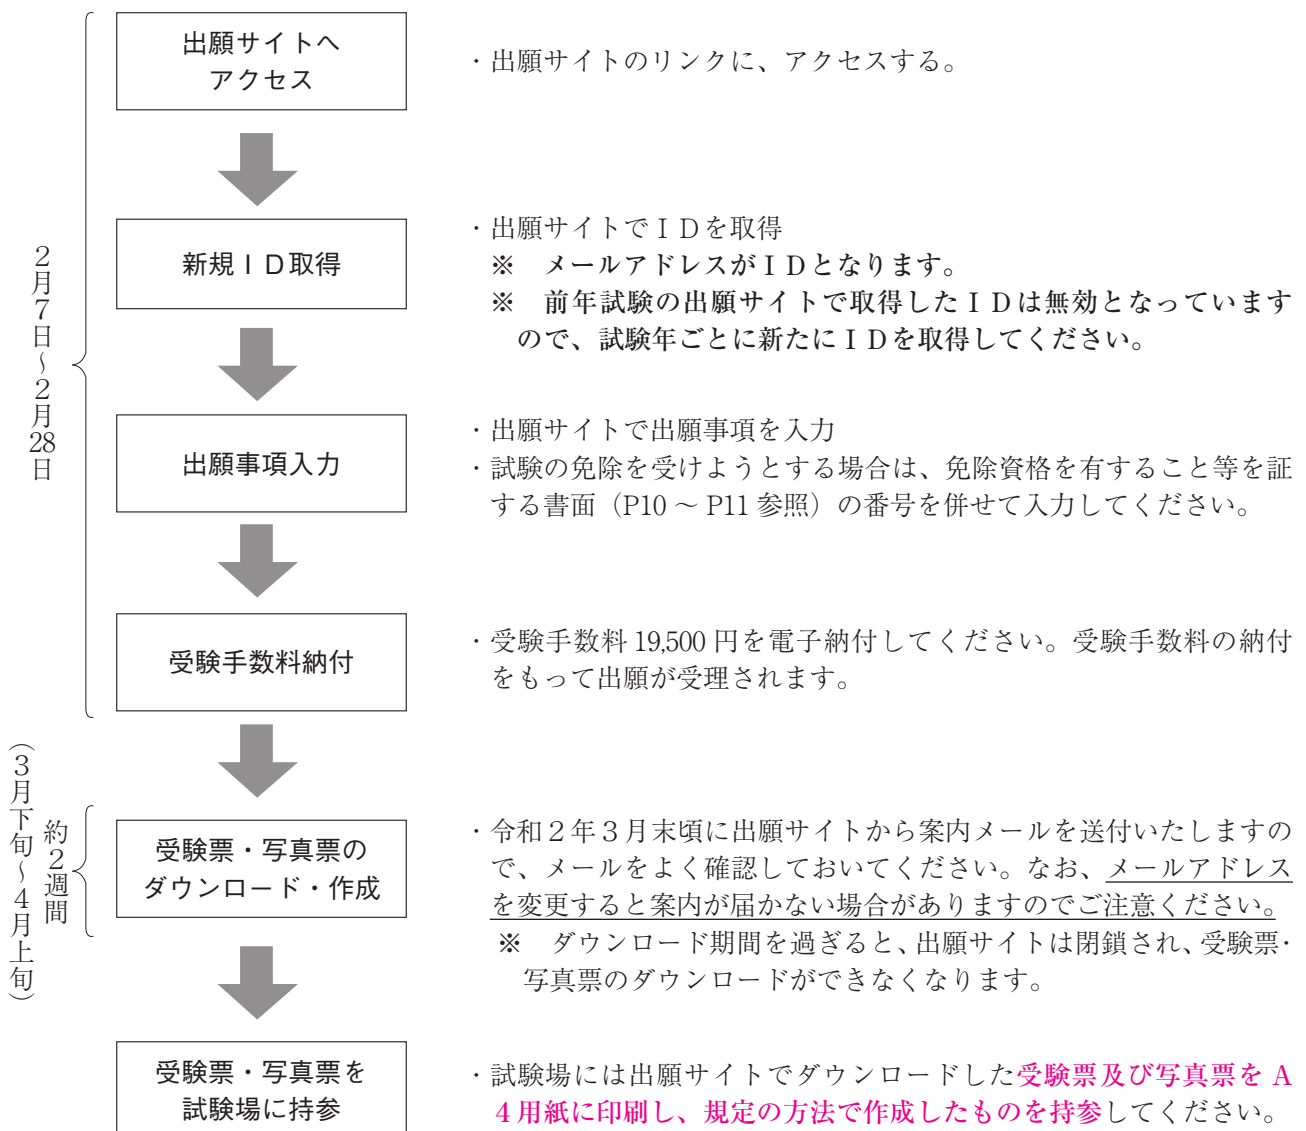 出願サイトへ
アクセス
・出願サイトのリンクに、アクセスする。
２月７日〜２月28日
新規ＩＤ取得
・出願サイトでＩＤを取得
※　メールアドレスがＩＤとなります。
※　前年試験の出願サイトで取得したＩＤは無効となっています
ので、試験年ごとに新たにＩＤを取得してください。
出願事項入力
・出願サイトで出願事項を入力
・試験の免除を受けようとする場合は、免除資格を有すること等を証
する書面（P10 〜 P11 参照）の番号を併せて入力してください。
受験手数料納付
・受験手数料 19,500 円を電子納付してください。受験手数料の納付
をもって出願が受理されます。
約２週間
（３月下旬〜４月上旬）
受験票・写真票の
ダウンロード・作成
・令和２年３月末頃に出願サイトから案内メールを送付いたしますの
で、メールをよく確認しておいてください。なお、メールアドレス
を変更すると案内が届かない場合がありますのでご注意ください。
※　ダウンロード期間を過ぎると、出願サイトは閉鎖され、受験票・
写真票のダウンロードができなくなります。
受験票・写真票を
試験場に持参
・試験場には出願サイトでダウンロードした受験票及び写真票を A
４用紙に印刷し、規定の方法で作成したものを持参してください。